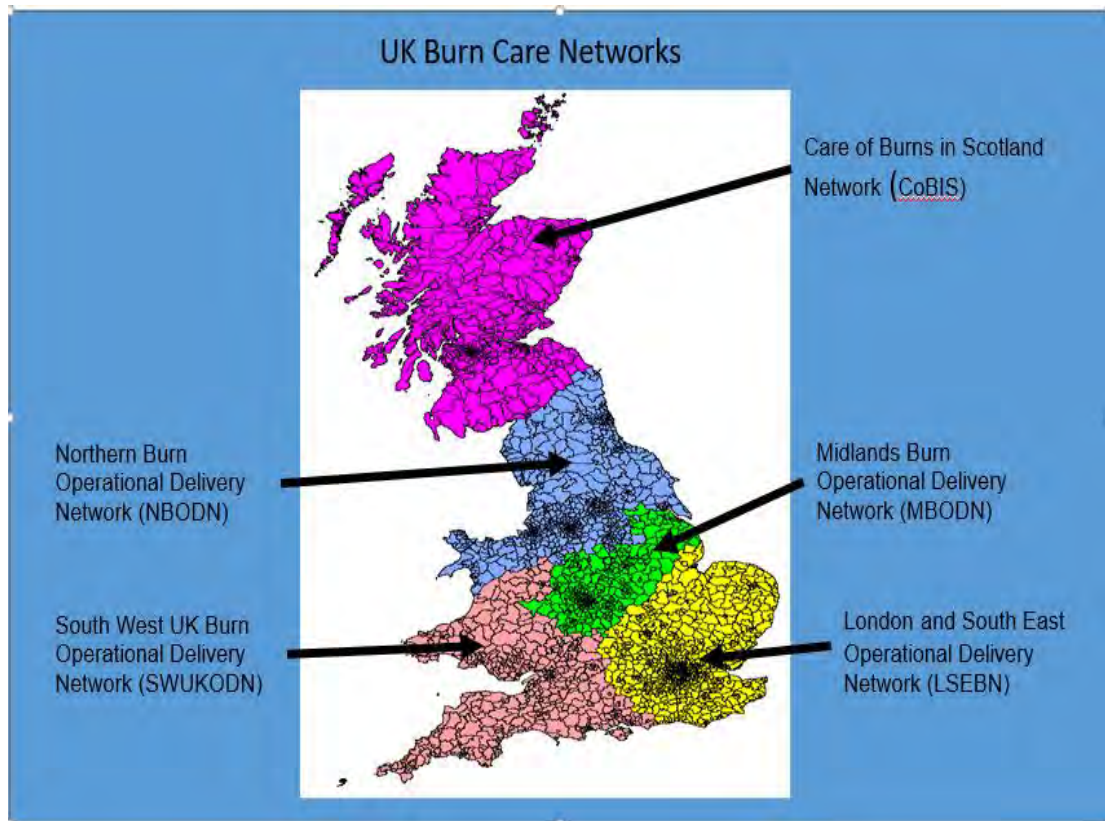 UK Burn Care Networks
Care of Burns in Scotland
Network (CoBIS)
Northern Burn
Operational Delivery
Network (NBODN)
Midlands Burn
Operational Delivery
Network (MBODN)
South West UK Burn
Operational Delivery
Network (SWUKODN)
London and South East
Operational Delivery
Network (LSEBN)